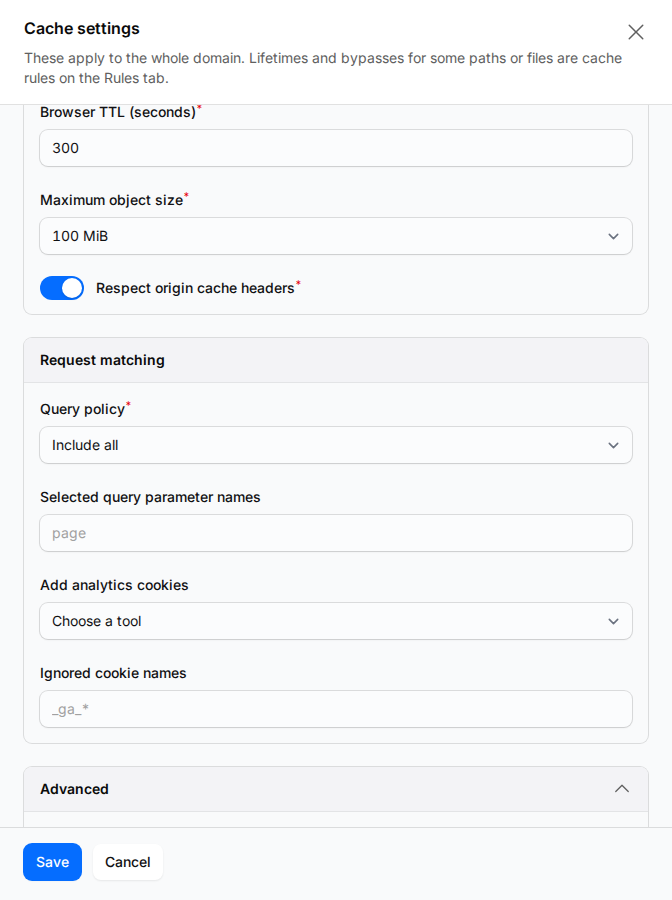 Cache settings
These apply to the whole domain. Lifetimes and bypasses for some paths or files are cache
rules on the Rules tab.
Browser TTL (seconds)*
300
Maximum object size*
100 MiB
Respect origin cache headers*
Request matching
Query policy*
Include all
Selected query parameter names
page
Add analytics cookies
Choose a tool
Ignored cookie names
_ga_*
Advanced
Save
Cancel